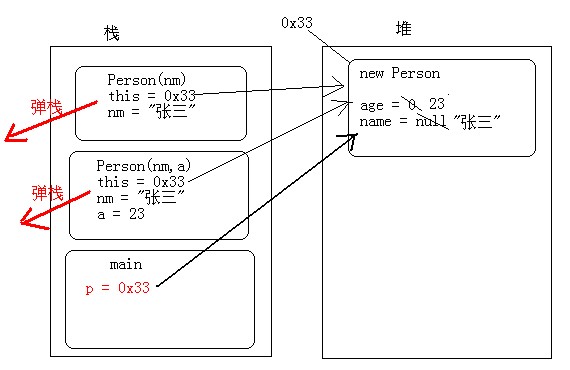 栈
Person(nm)
this = 0x33
nm = "张三"
弹栈
Person(nm,a)
this = 0x33
nm = "张三"
a = 23
弹栈
main
p = 0x33
0x33
堆
new Person
age = 0 23
name = null "张三"